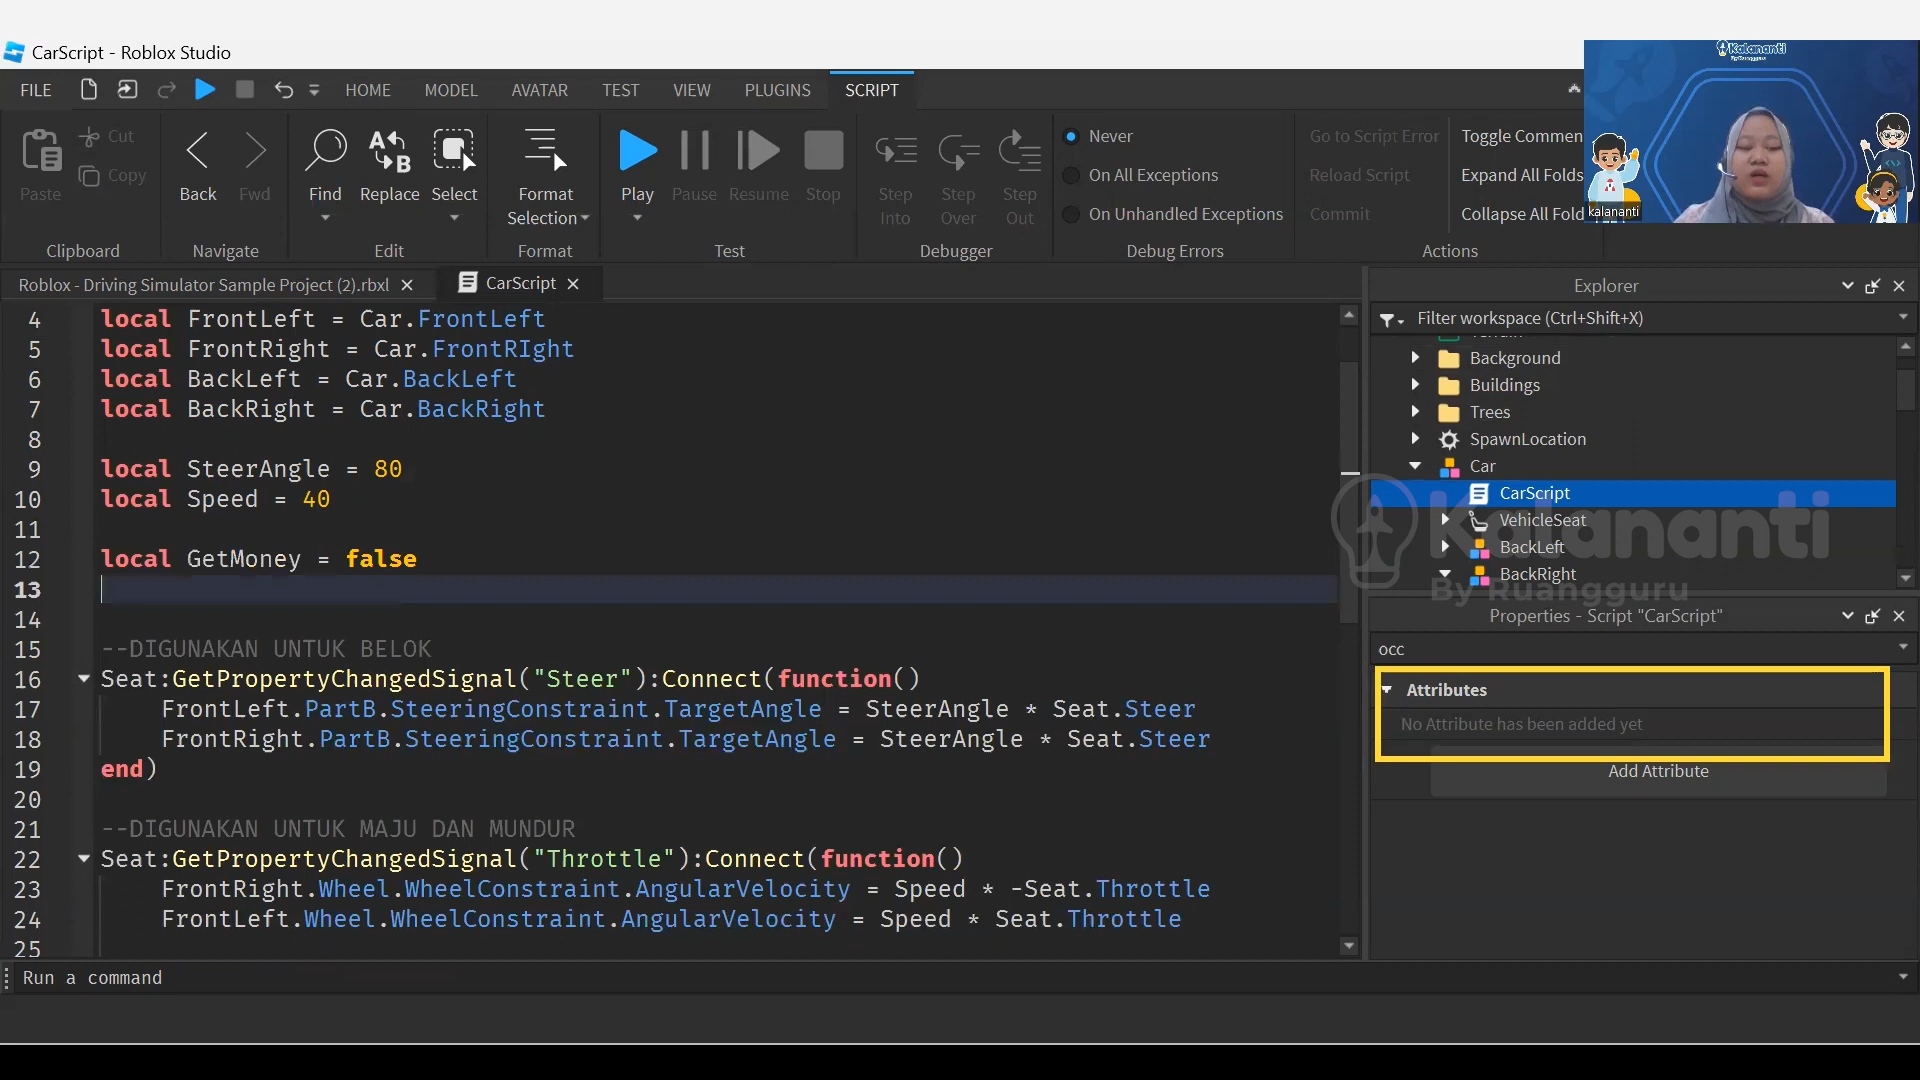 Kalananti
By Ruangguru
CarScript - Roblox Studio
FILE
HOME
MODEL
AVATAR
TEST
VIEW
PLUGINS
SCRIPT
Paste
Cut
Copy
Clipboard
Back
Fwd
Navigate
Find
Replace
Select
Edit
Format
Selection
Format
Play
Pause
Resume
Stop
Test
Step
Into
Step
Over
Step
Out
Debugger
Never
On All Exceptions
On Unhandled Exceptions
Debug Errors
Go to Script Error
Reload Script
Commit
Toggle Commen
Expand All Folds
Collapse All Fold
Actions
kalananti
Roblox - Driving Simulator Sample Project (2).rbxl
CarScript
4 local FrontLeft = Car.FrontLeft
5 local FrontRight = Car.FrontRIght
6 local BackLeft = Car.BackLeft
7 local BackRight = Car.BackRight
8
9 local SteerAngle = 80
10 local Speed = 40
11
12 local GetMoney = false
13
14
15 --DIGUNAKAN UNTUK BELOK
16 Seat:GetPropertyChangedSignal("Steer"):Connect(function()
17 FrontLeft.PartB.SteeringConstraint.TargetAngle = SteerAngle * Seat.Steer
18 FrontRight.PartB.SteeringConstraint.TargetAngle = SteerAngle * Seat.Steer
19 end)
20
21 --DIGUNAKAN UNTUK MAJU DAN MUNDUR
22 Seat:GetPropertyChangedSignal("Throttle"):Connect(function()
23 FrontRight.Wheel.WheelConstraint.AngularVelocity = Speed * -Seat.Throttle
24 FrontLeft.Wheel.WheelConstraint.AngularVelocity = Speed * Seat.Throttle
25
Explorer
Filter workspace (Ctrl+Shift+X)
Terrain
Background
Buildings
Trees
SpawnLocation
Car
CarScript
VehicleSeat
BackLeft
BackRight
Kalananti
By Ruangguru
Properties - Script "CarScript"
occ
Attributes
No Attribute has been added yet
Add Attribute
Run a command